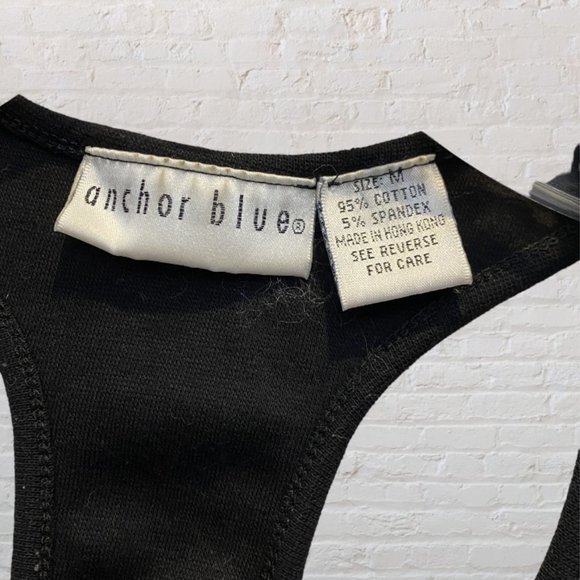 anchor blue®
SIZE: M
95% COTTON
5% SPANDEX
MADE IN HONG KONG
SEE REVERSE
FOR CARE